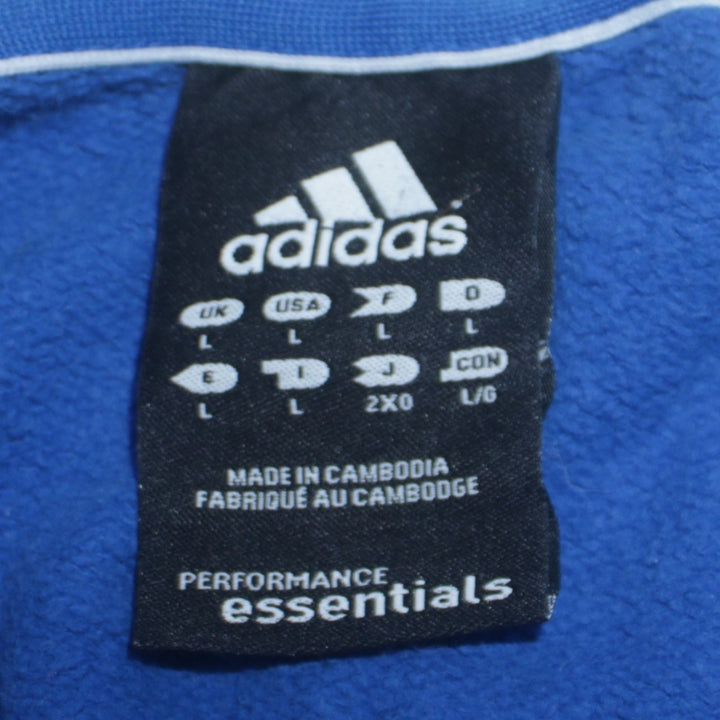 adidas
UK USA F D
L L L L
E I J CDN
L L 2XO L/G
MADE IN CAMBODIA
FABRIQUÉ AU CAMBODGE
PERFORMANCE
essentials